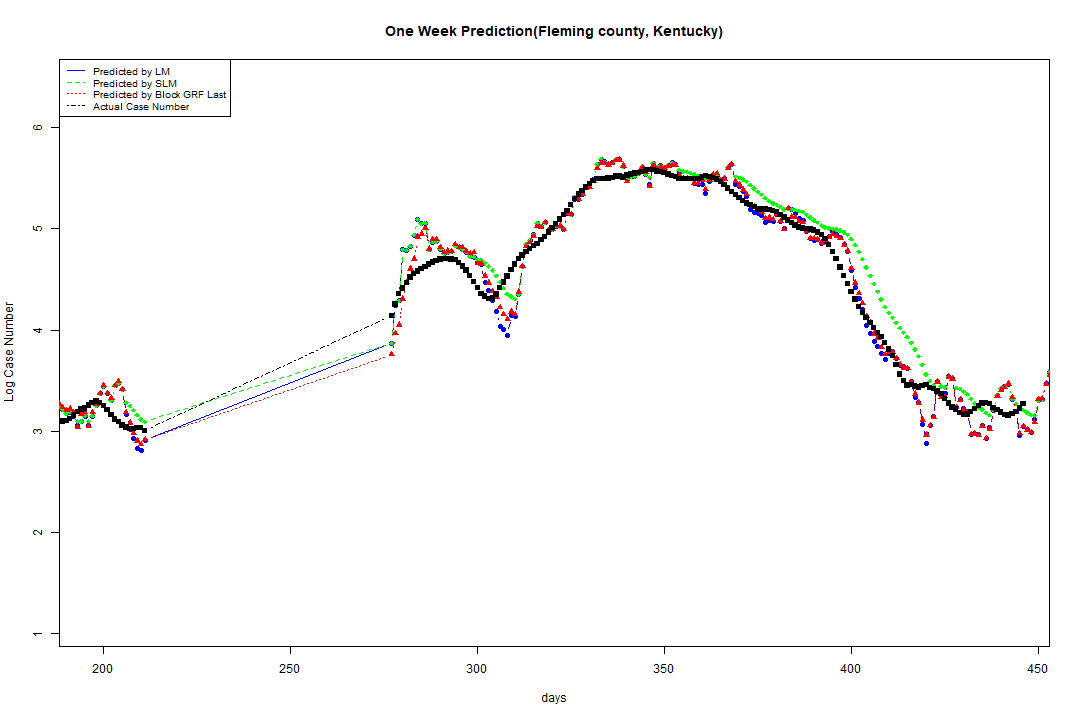 One Week Prediction(Fleming county, Kentucky)
Predicted by LM
Predicted by SLM
Predicted by Block GRF Last
Actual Case Number
Log Case Number
6
5
4
3
2
1
200 250 300 350 400 450
days